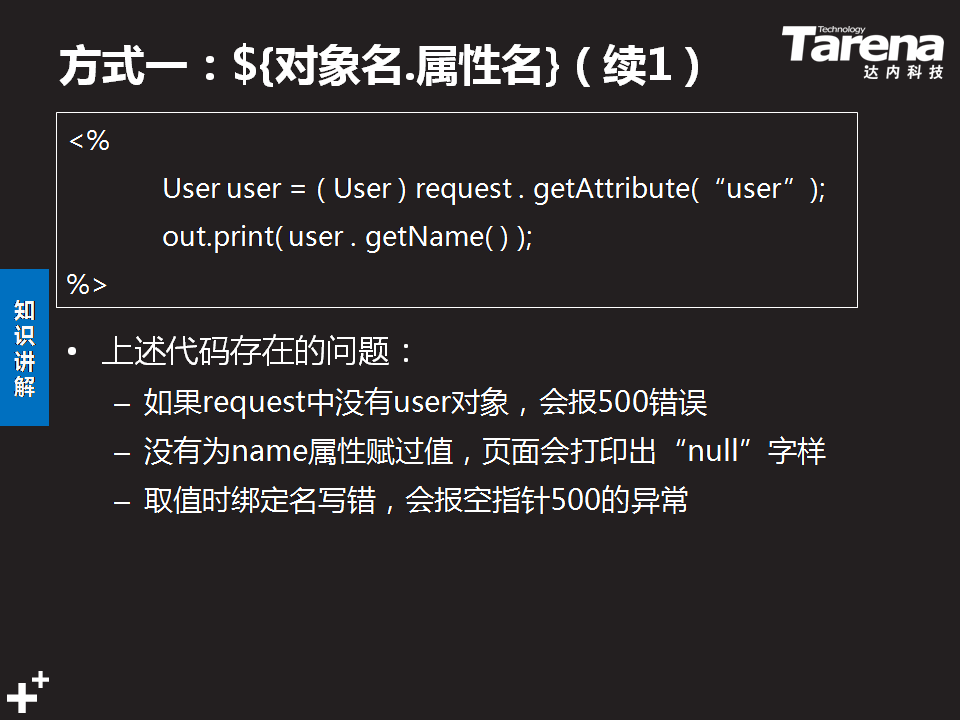 方式一：${对象名.属性名}（续1）
Technology
Tarena
达内科技
<%
User user = ( User ) request . getAttribute( “user” );
out.print( user . getName( ) );
%>
知识讲解
• 上述代码存在的问题：
– 如果request中没有user对象，会报500错误
– 没有为name属性赋过值，页面会打印出“null”字样
– 取值时绑定名写错，会报空指针500的异常